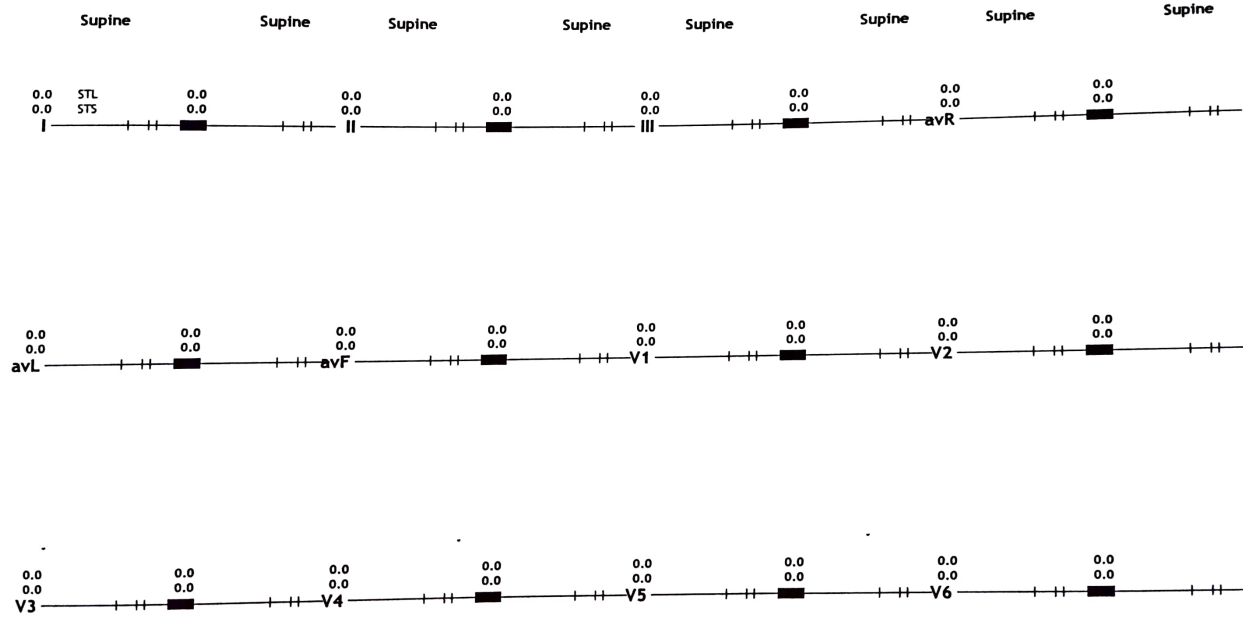 Supine Supine Supine Supine Supine Supine Supine Supine
0.0 STL 0.0 0.0 0.0 0.0 0.0 0.0 0.0
0.0 STS 0.0 0.0 0.0 0.0 0.0 0.0 0.0
I II III avR
0.0 0.0 0.0 0.0 0.0 0.0 0.0 0.0
0.0 0.0 0.0 0.0 0.0 0.0 0.0 0.0
avL avF V1 V2
0.0 0.0 0.0 0.0 0.0 0.0 0.0 0.0
0.0 0.0 0.0 0.0 0.0 0.0 0.0 0.0
V3 V4 V5 V6